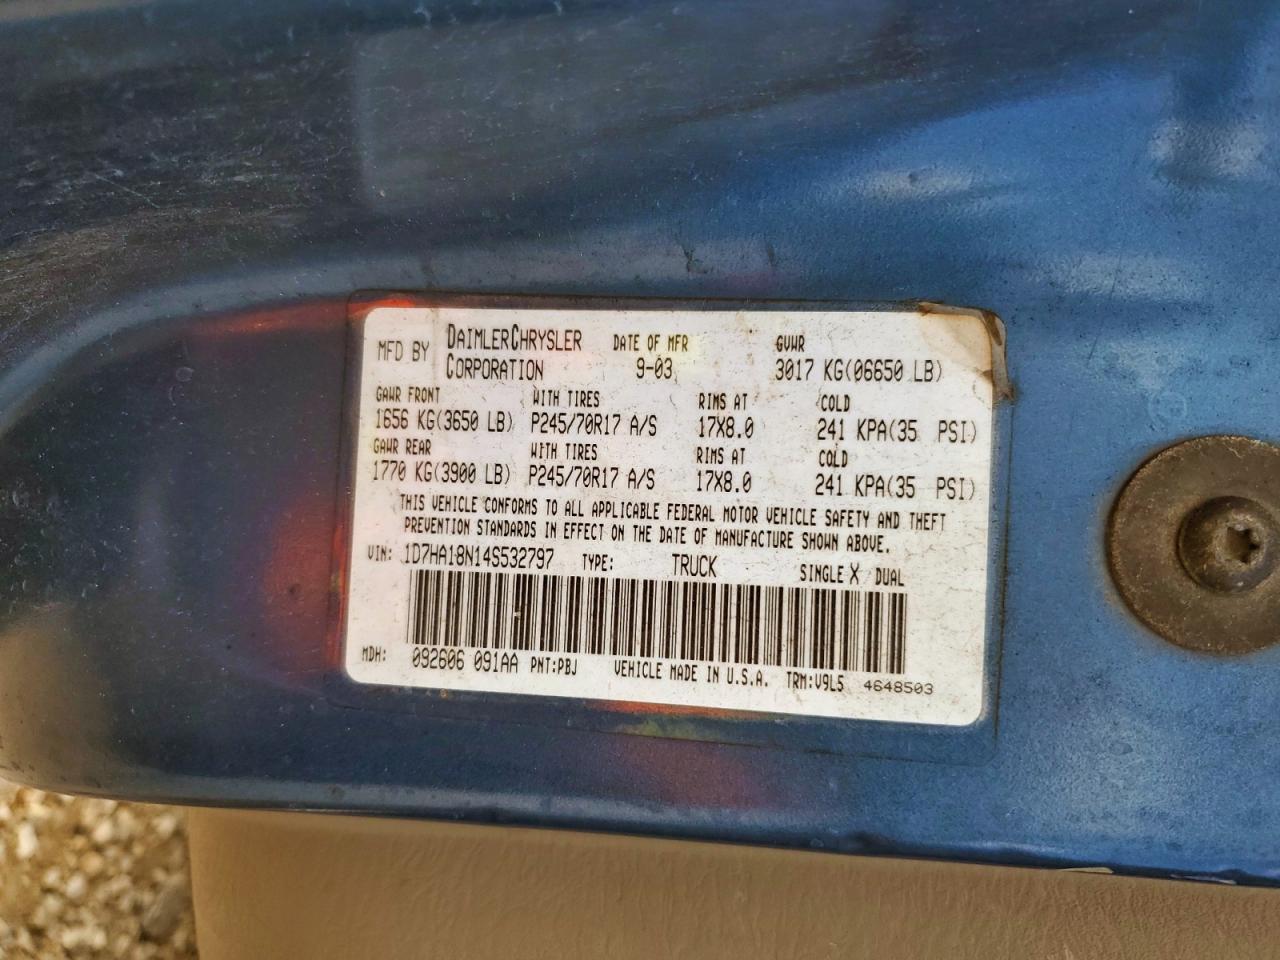 MFD BY DAIMLERCHRYSLER CORPORATION DATE OF MFR 9-03 GVWR 3017 KG(06650 LB)
GAWR FRONT WITH TIRES RIMS AT COLD
1656 KG(3650 LB) P245/70R17 A/S 17X8.0 241 KPA(35 PSI)
GAWR REAR WITH TIRES RIMS AT COLD
1770 KG(3900 LB) P245/70R17 A/S 17X8.0 241 KPA(35 PSI)
THIS VEHICLE CONFORMS TO ALL APPLICABLE FEDERAL MOTOR VEHICLE SAFETY AND THEFT
PREVENTION STANDARDS IN EFFECT ON THE DATE OF MANUFACTURE SHOWN ABOVE.
VIN: 1D7HA18N14S532797 TYPE: TRUCK SINGLE X DUAL
MDH: 092606 091AA PNT:PBJ VEHICLE MADE IN U.S.A. TRM:V9L5 4648503